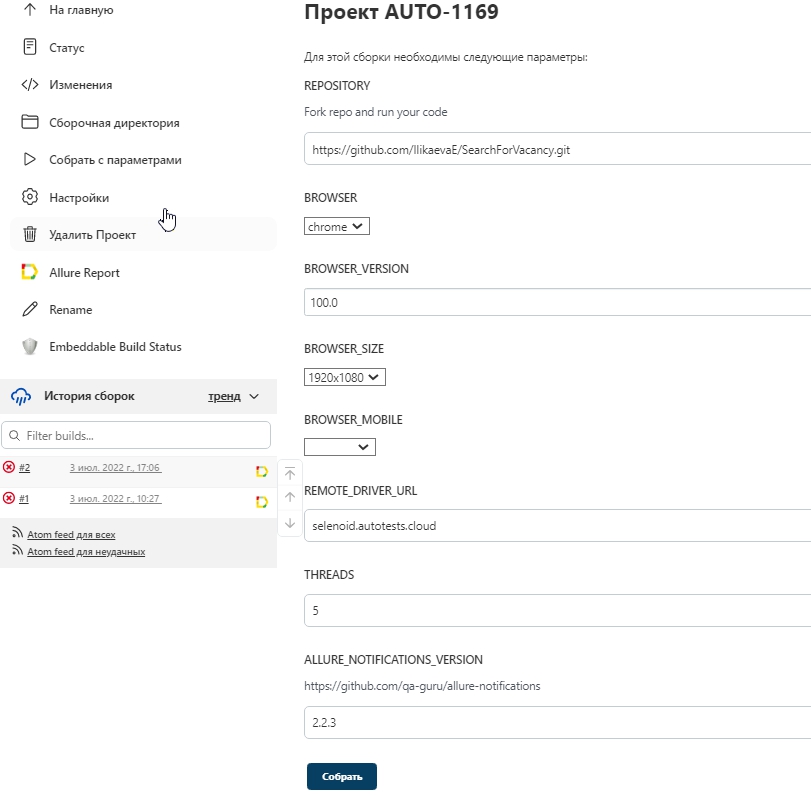 На главную
Статус
Изменения
Сборочная директория
Собрать с параметрами
Настройки
Удалить Проект
Allure Report
Rename
Embeddable Build Status
История сборок тренд
Filter builds...
#2 3 июл. 2022 г., 17:06
#1 3 июл. 2022 г., 10:27
Atom feed для всех
Atom feed для неудачных
Проект AUTO-1169
Для этой сборки необходимы следующие параметры:
REPOSITORY
Fork repo and run your code
https://github.com/IlikaevaE/SearchForVacancy.git
BROWSER
chrome
BROWSER_VERSION
100.0
BROWSER_SIZE
1920x1080
BROWSER_MOBILE
REMOTE_DRIVER_URL
selenoid.autotests.cloud
THREADS
5
ALLURE_NOTIFICATIONS_VERSION
https://github.com/qa-guru/allure-notifications
2.2.3
Собрать